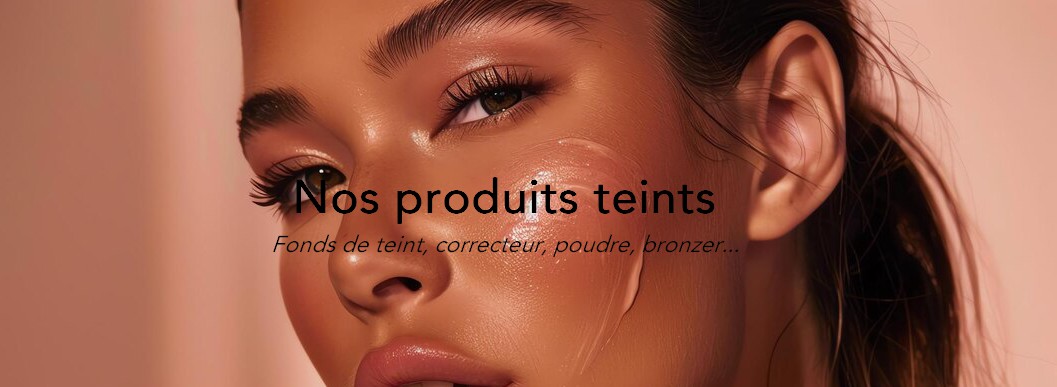 Nos produits teints
Fonds de teint, correcteur, poudre, bronzer...